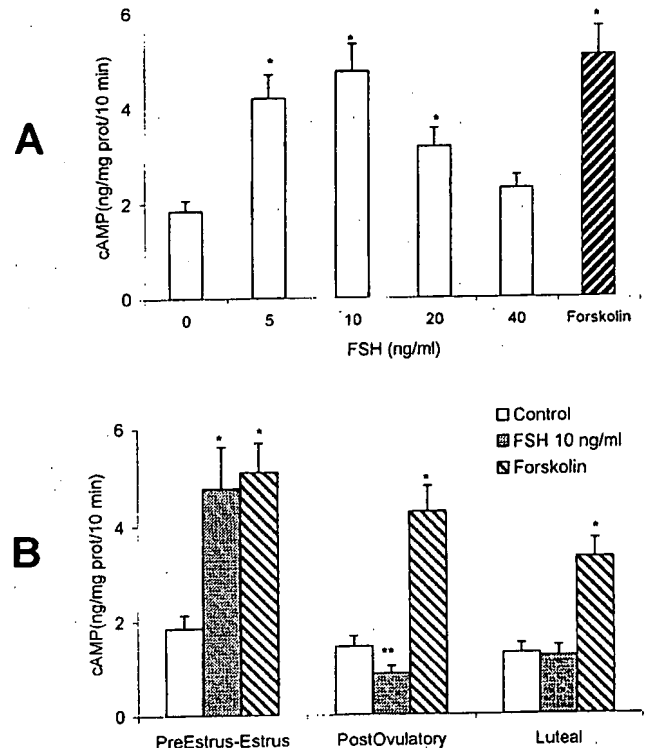 A
cAMP(ng/mg prot/10 min)
6
4
2
0
*
*
*
*
0
5
10
20
40
Forskolin
FSH (ng/ml)
B
cAMP(ng/mg prot/10 min)
6
4
2
0
Control
FSH 10 ng/ml
Forskolin
*
*
**
*
*
PreEstrus-Estrus
PostOvulatory
Luteal